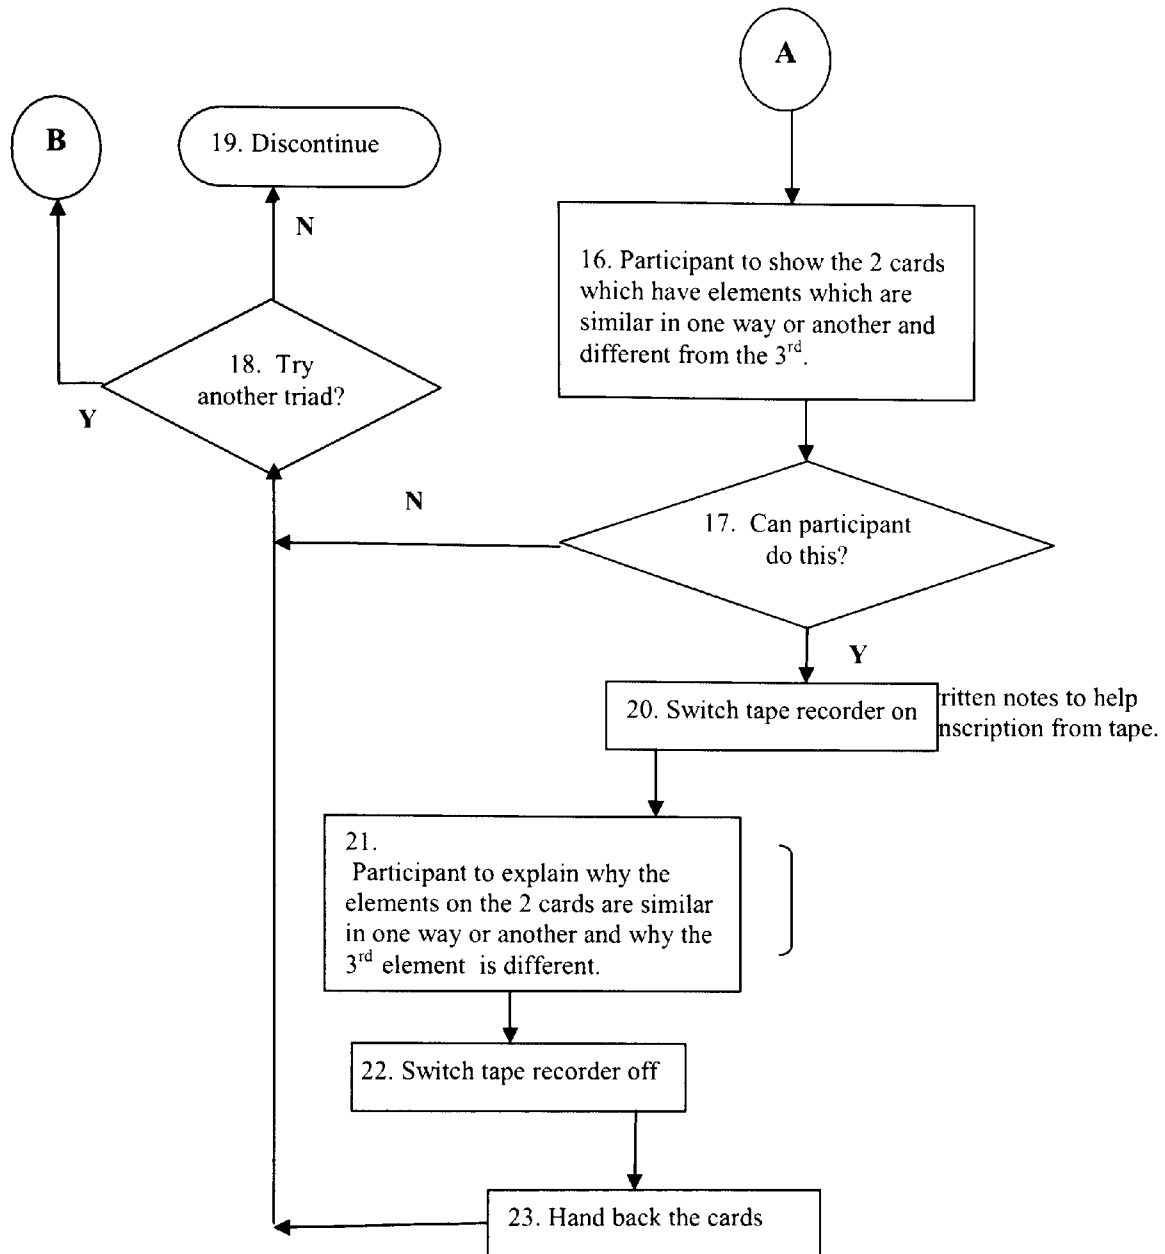 A
B
19. Discontinue
N
16. Participant to show the 2 cards
which have elements which are
similar in one way or another and
different from the 3rd.
18. Try
another triad?
Y
N
17. Can participant
do this?
Y
20. Switch tape recorder on
ritten notes to help
nscription from tape.
21.
Participant to explain why the
elements on the 2 cards are similar
in one way or another and why the
3rd element is different.
22. Switch tape recorder off
23. Hand back the cards